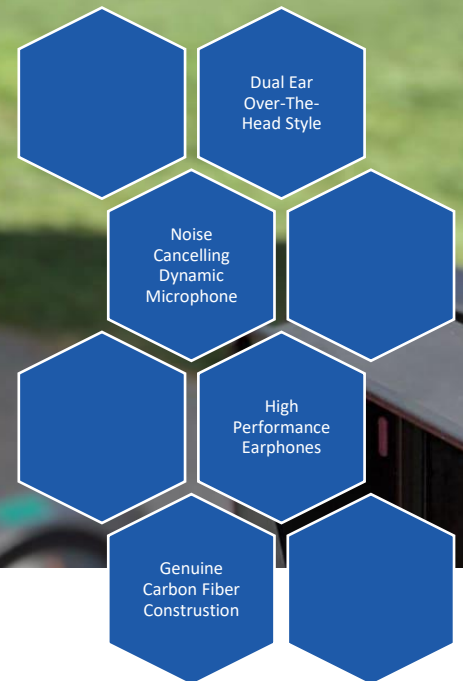 Dual Ear
Over-The-
Head Style
Noise
Cancelling
Dynamic
Microphone
High
Performance
Earphones
Genuine
Carbon Fiber
Construstion